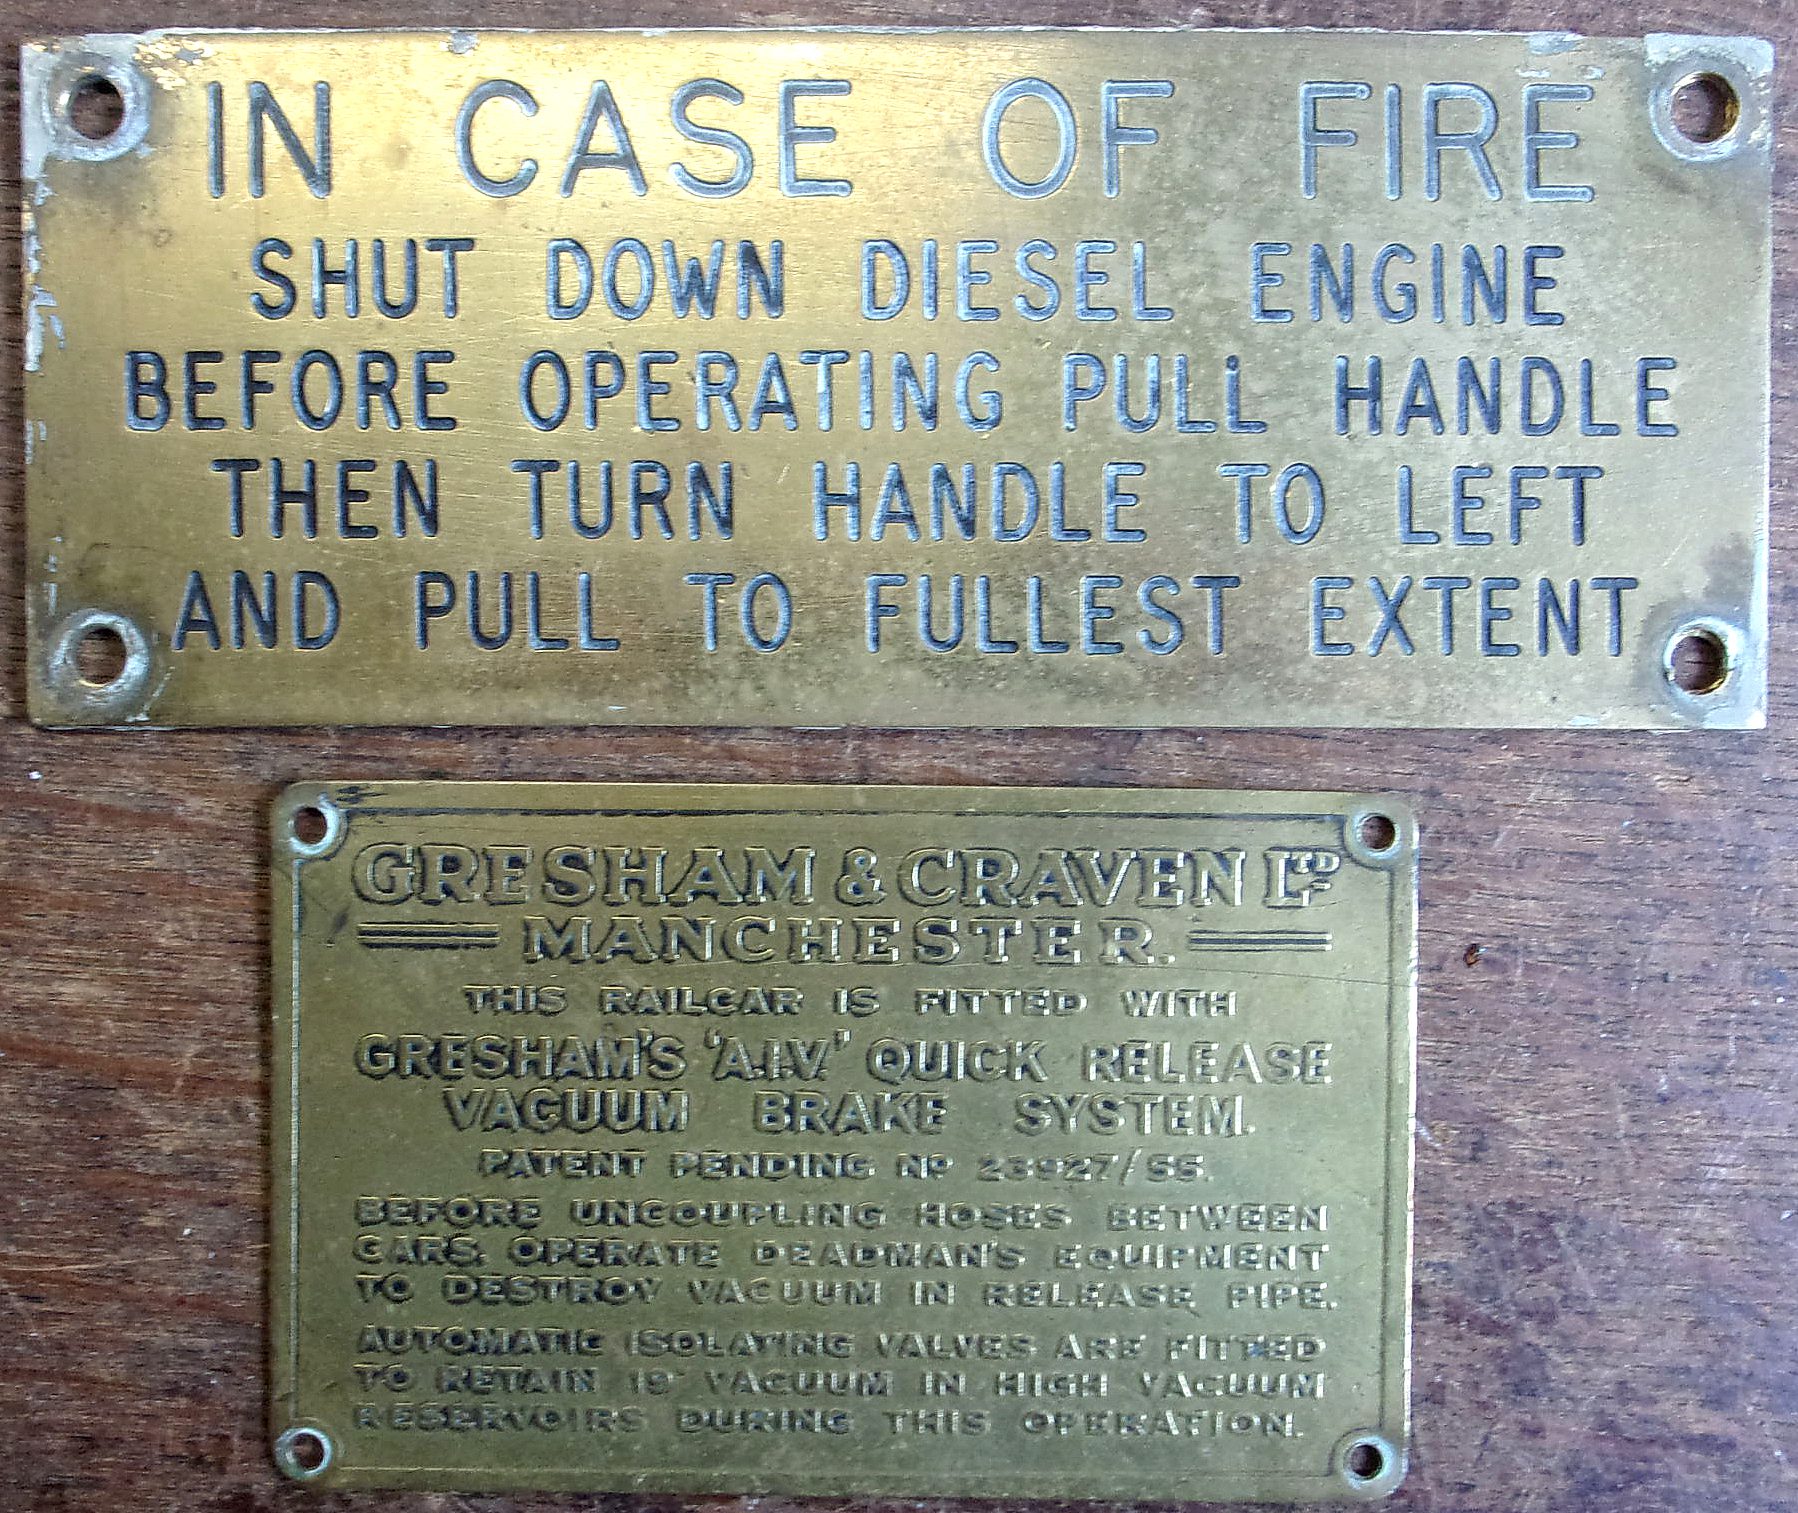 IN CASE OF FIRE
SHUT DOWN DIESEL ENGINE
BEFORE OPERATING PULL HANDLE
THEN TURN HANDLE TO LEFT
AND PULL TO FULLEST EXTENT
GRESHAM & CRAVEN LTD
MANCHESTER.
THIS RAILCAR IS FITTED WITH
GRESHAM'S 'A.I.V.' QUICK RELEASE
VACUUM BRAKE SYSTEM.
PATENT PENDING No 23927/55.
BEFORE UNCOUPLING HOSES BETWEEN
CARS. OPERATE DEADMAN'S EQUIPMENT
TO DESTROY VACUUM IN RELEASE PIPE.
AUTOMATIC ISOLATING VALVES ARE FITTED
TO RETAIN 19" VACUUM IN HIGH VACUUM
RESERVOIRS DURING THIS OPERATION.